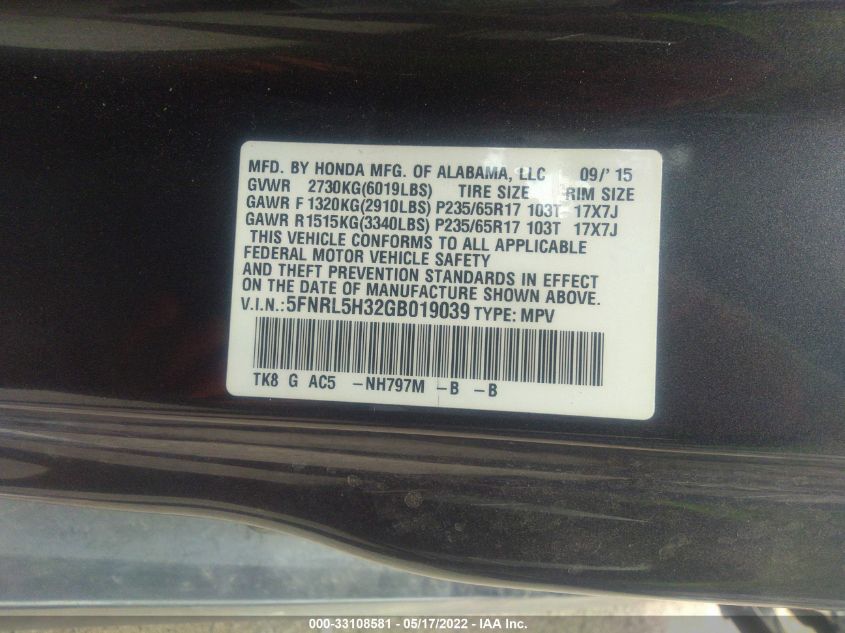 MFD. BY HONDA MFG. OF ALABAMA, LLC 09/' 15
GVWR 2730KG(6019LBS) TIRE SIZE RIM SIZE
GAWR F 1320KG(2910LBS) P235/65R17 103T 17X7J
GAWR R1515KG(3340LBS) P235/65R17 103T 17X7J
THIS VEHICLE CONFORMS TO ALL APPLICABLE
FEDERAL MOTOR VEHICLE SAFETY
AND THEFT PREVENTION STANDARDS IN EFFECT
ON THE DATE OF MANUFACTURE SHOWN ABOVE.
V.I.N.:5FNRL5H32GB019039 TYPE: MPV
TK8 G AC5 -NH797M -B -B
000-33108581 - 05/17/2022 - IAA Inc.